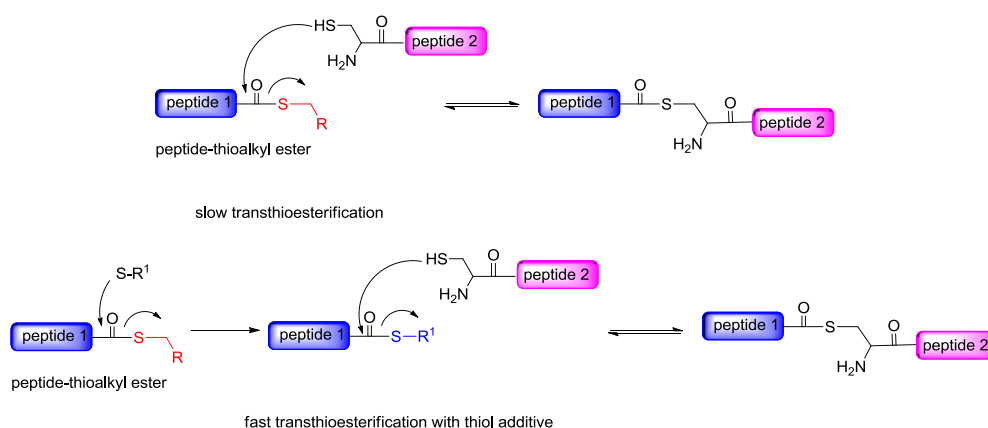 HS
O
H₂N
peptide 2
peptide 1
O
S
R
peptide-thioalkyl ester
peptide 1
O
S
O
H₂N
peptide 2
slow transthioesterification
S-R¹
peptide 1
O
S
R
peptide-thioalkyl ester
HS
O
H₂N
peptide 2
peptide 1
O
S-R¹
peptide 1
O
S
O
H₂N
peptide 2
fast transthioesterification with thiol additive